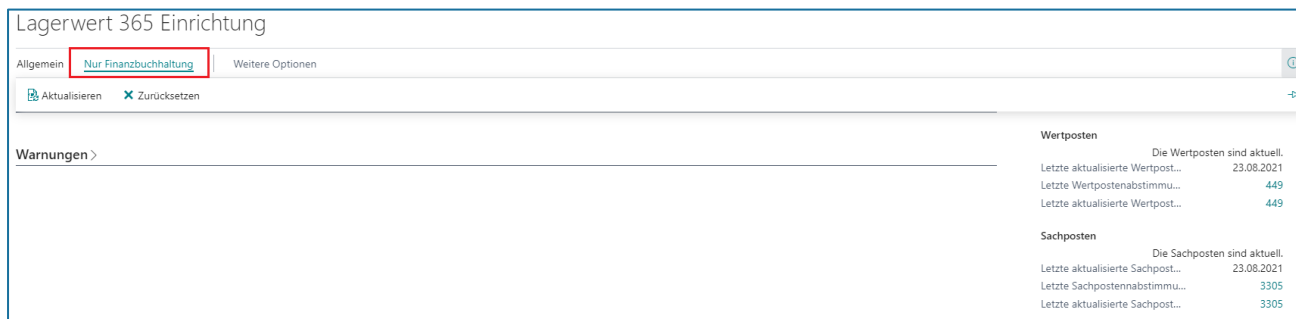 Lagerwert 365 Einrichtung
Allgemein Nur Finanzbuchhaltung Weitere Optionen
Aktualisieren Zurücksetzen
Warnungen
Wertposten
Die Wertposten sind aktuell.
Letzte aktualisierte Wertpost... 23.08.2021
Letzte Wertpostenabstimmu... 449
Letzte aktualisierte Wertpost... 449
Sachposten
Die Sachposten sind aktuell.
Letzte aktualisierte Sachpost... 23.08.2021
Letzte Sachpostennabstimmu... 3305
Letzte aktualisierte Sachpost... 3305